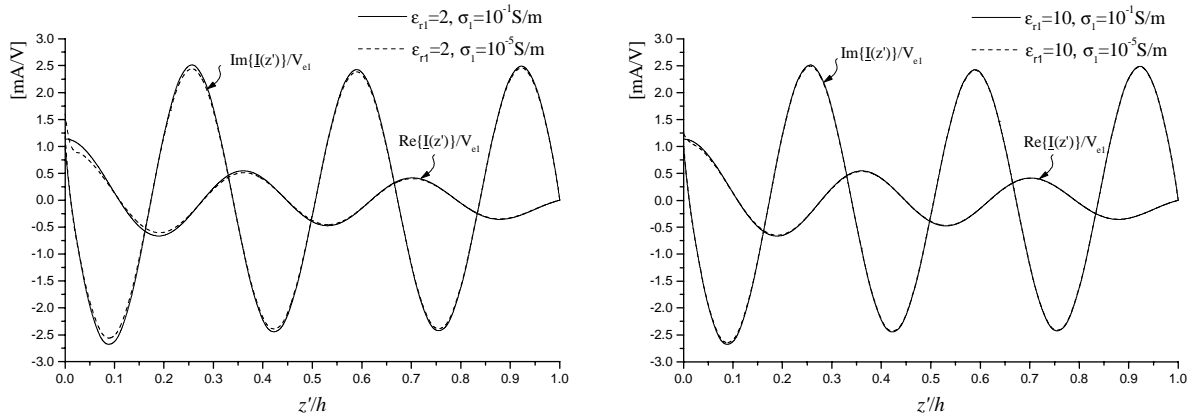 ε_r1=2, σ_1=10^-1 S/m
ε_r1=2, σ_1=10^-5 S/m
[mA/V]
3.0
2.5
2.0
1.5
1.0
0.5
0.0
-0.5
-1.0
-1.5
-2.0
-2.5
-3.0
Im{I(z')}/V_e1
Re{I(z')}/V_e1
0.0 0.1 0.2 0.3 0.4 0.5 0.6 0.7 0.8 0.9 1.0
z'/h
ε_r1=10, σ_1=10^-1 S/m
ε_r1=10, σ_1=10^-5 S/m
[mA/V]
3.0
2.5
2.0
1.5
1.0
0.5
0.0
-0.5
-1.0
-1.5
-2.0
-2.5
-3.0
Im{I(z')}/V_e1
Re{I(z')}/V_e1
0.0 0.1 0.2 0.3 0.4 0.5 0.6 0.7 0.8 0.9 1.0
z'/h